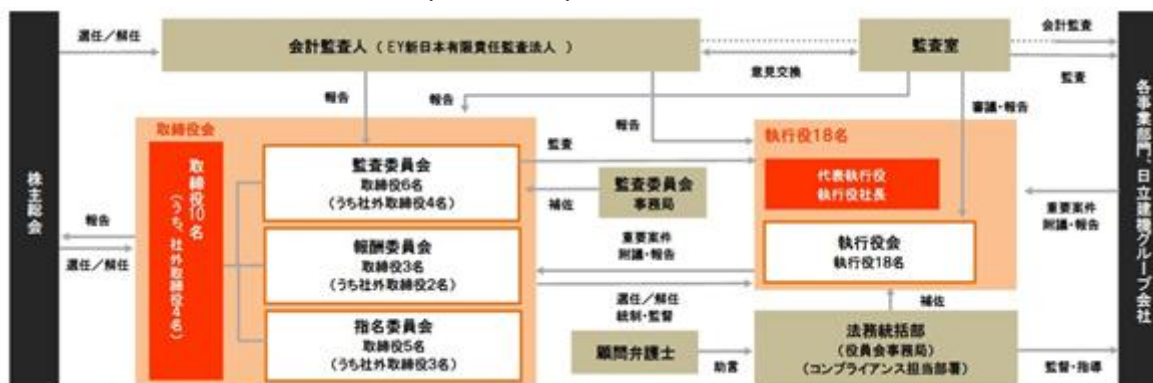 株主総会
選任/解任
会計監査人 ( EY新日本有限責任監査法人 )
意見交換
監査室
会計監査
監査
各事業部門、日立建機グループ会社
報告
報告
報告
審議・報告
取締役会
取締役10名
(うち、社外取締役4名)
報告
選任/解任
監査委員会
取締役6名
(うち社外取締役4名)
報酬委員会
取締役3名
(うち社外取締役2名)
指名委員会
取締役5名
(うち社外取締役3名)
監査
補佐
監査委員会
事務局
重要案件
附議・報告
選任/解任
統制・監督
顧問弁護士
助言
執行役18名
代表執行役
執行役社長
執行役会
執行役18名
補佐
法務統括部
(役員会事務局)
(コンプライアンス担当部署)
重要案件
附議・報告
監督・指導